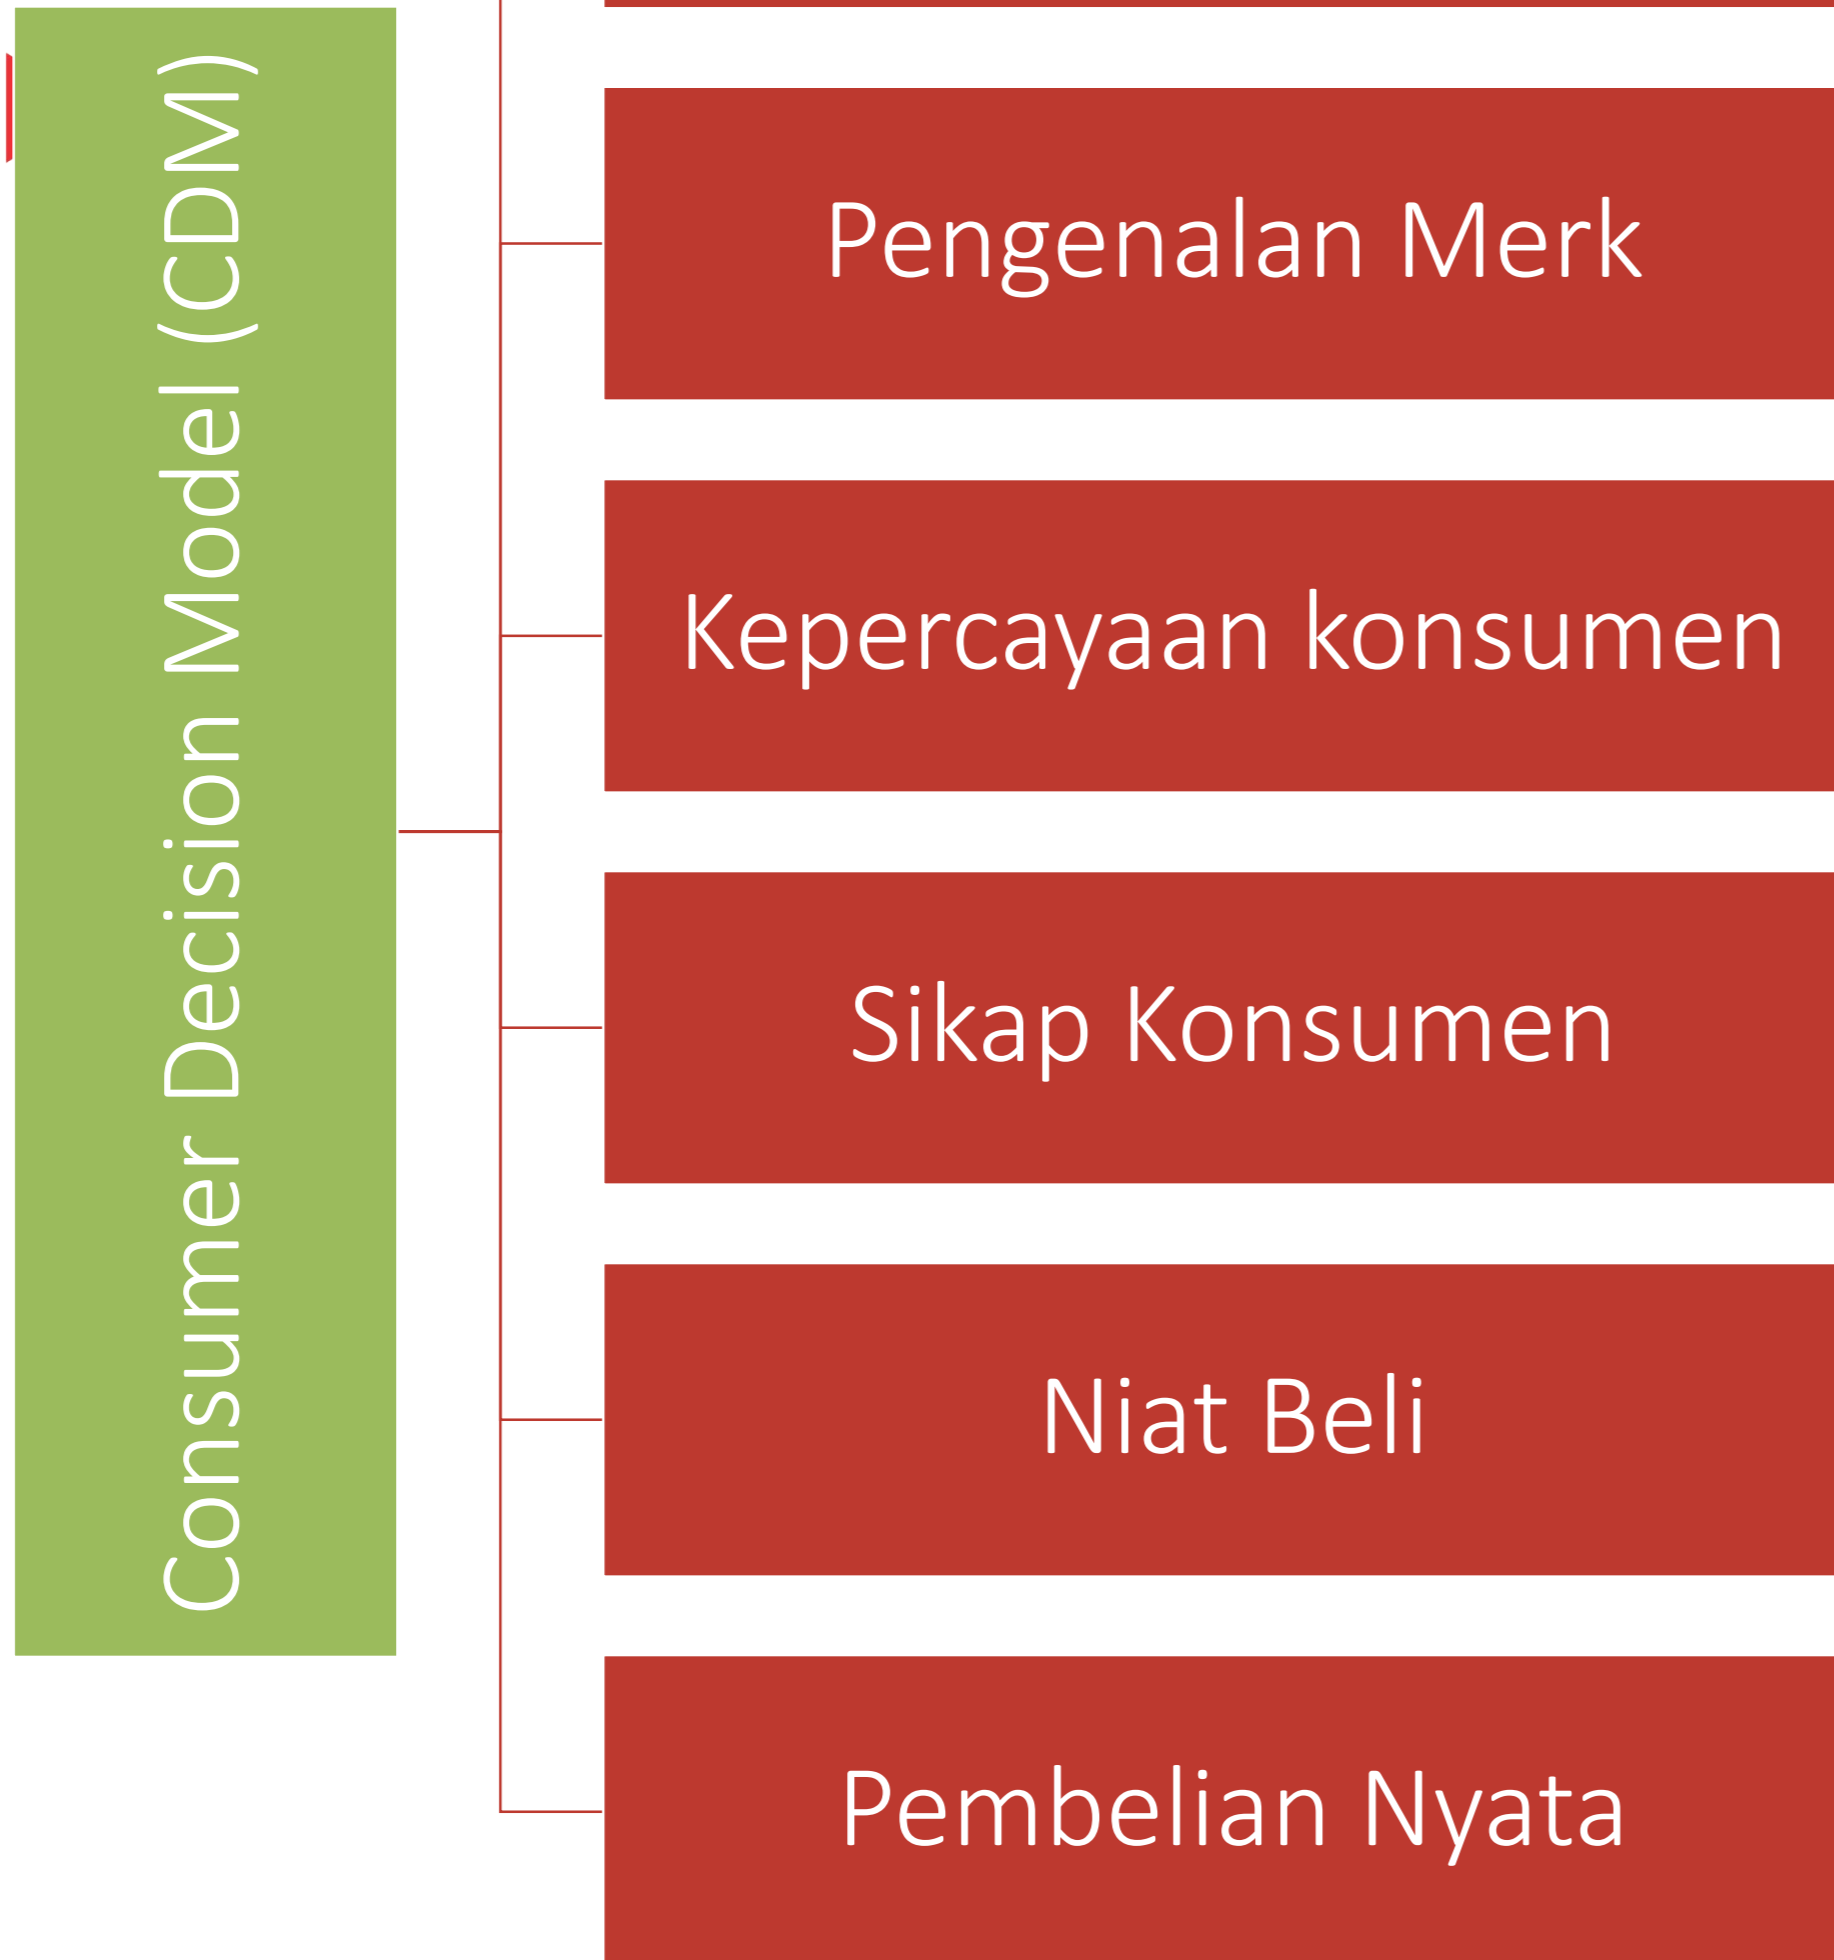 Consumer Decision Model (CDM)
Pengenalan Merk
Kepercayaan konsumen
Sikap Konsumen
Niat Beli
Pembelian Nyata